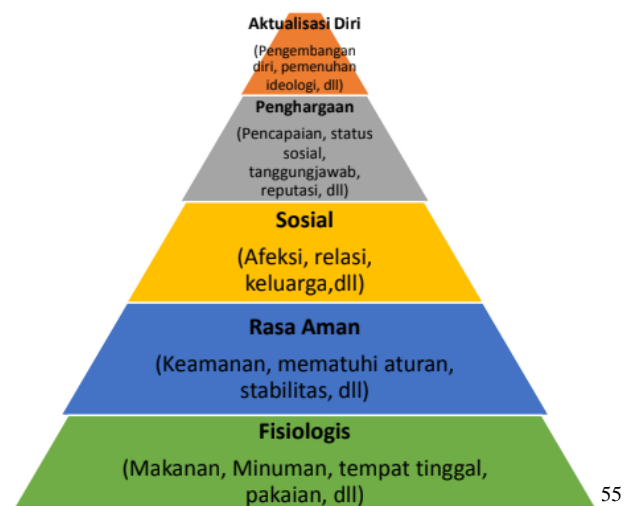 Aktualisasi Diri
(Pengembangan
diri, pemenuhan
ideologi, dll)
Penghargaan
(Pencapaian, status
sosial,
tanggungjawab,
reputasi, dll)
Sosial
(Afeksi, relasi,
keluarga,dll)
Rasa Aman
(Keamanan, mematuhi aturan,
stabilitas, dll)
Fisiologis
(Makanan, Minuman, tempat tinggal,
pakaian, dll)
55